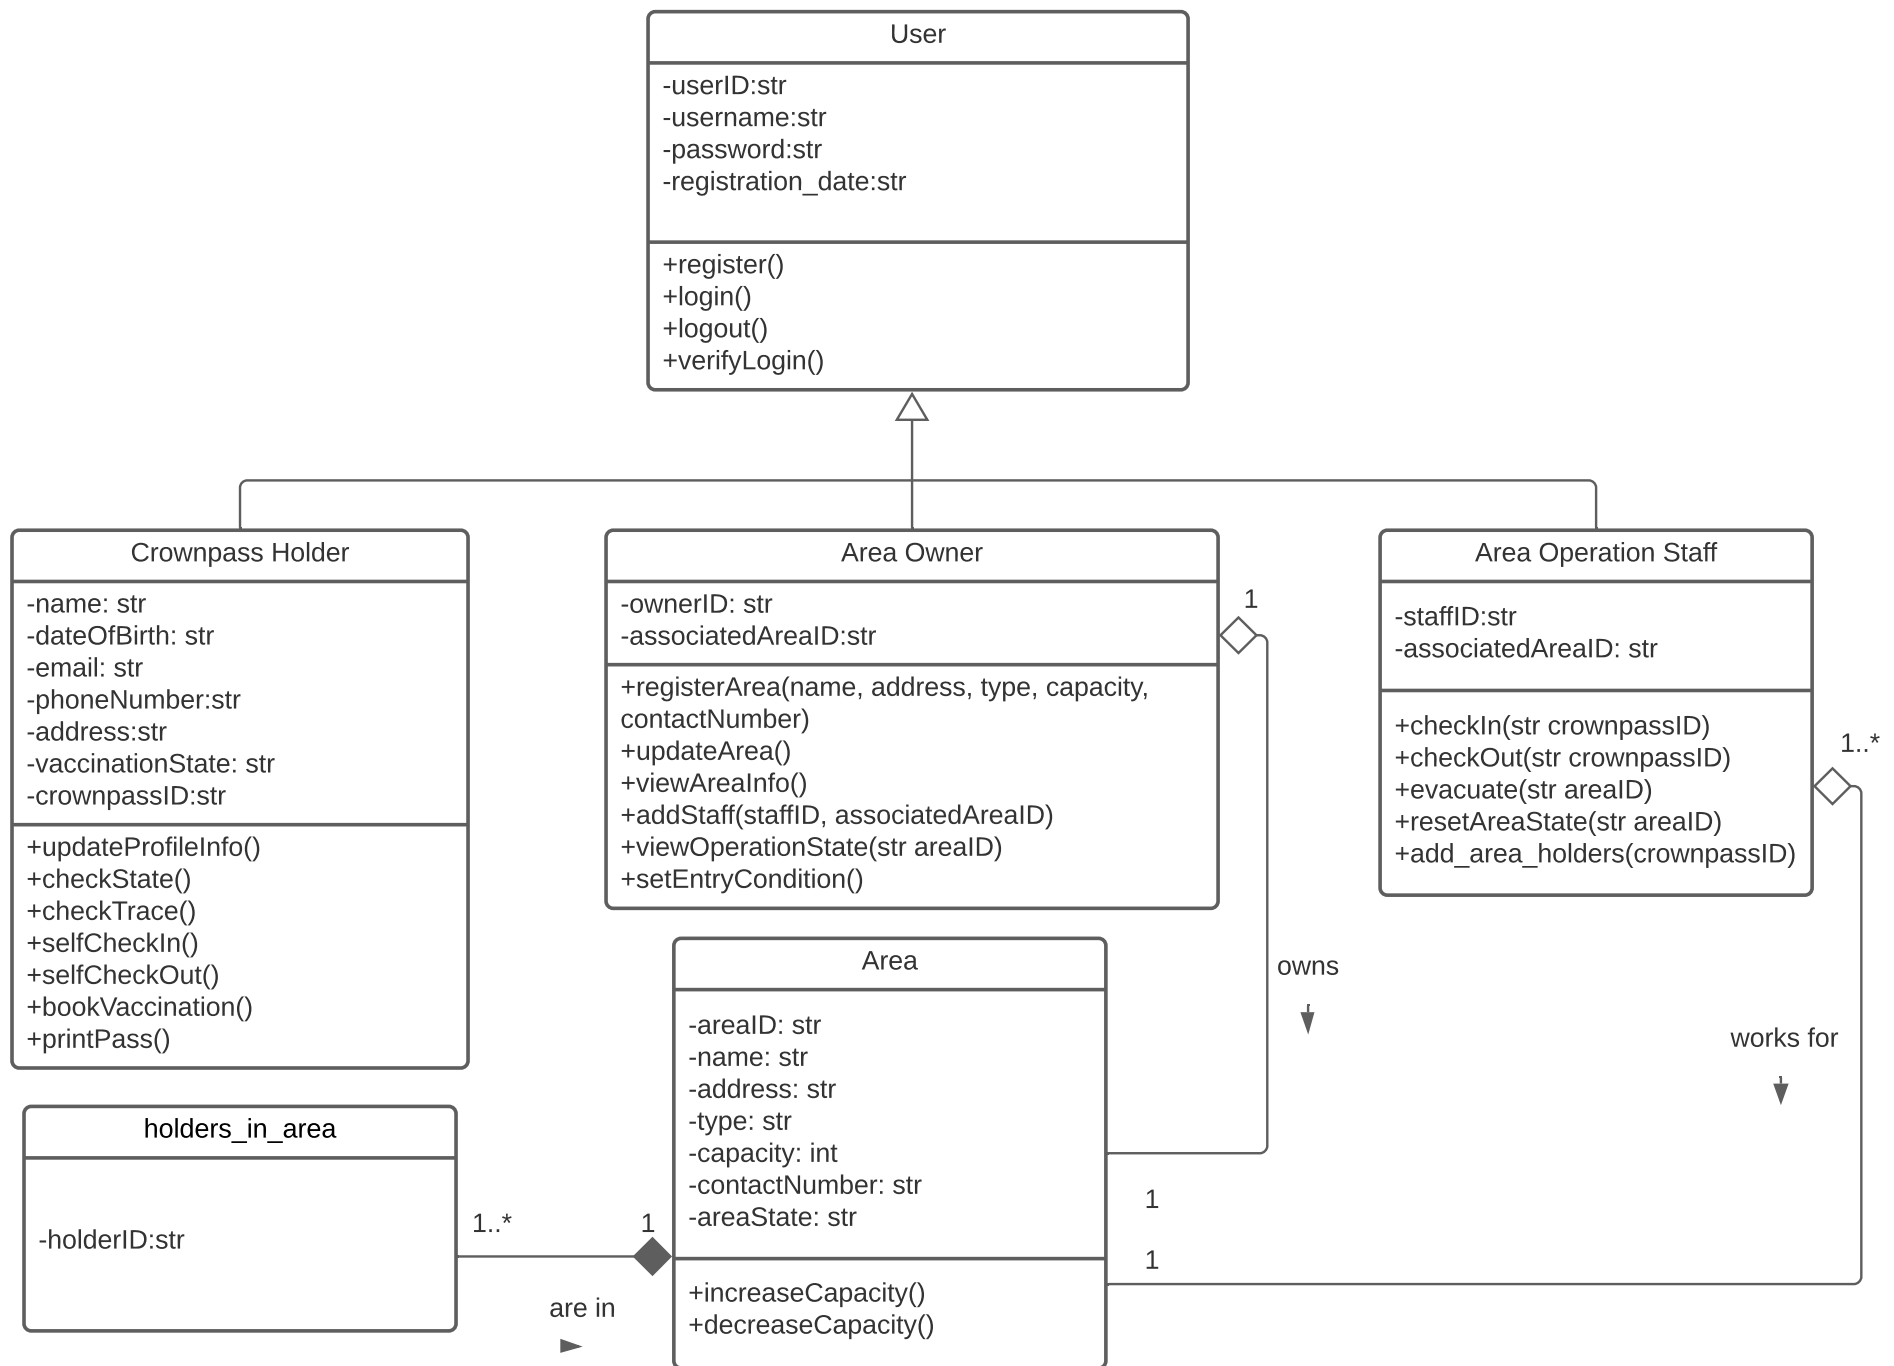 User
-userID:str
-username:str
-password:str
-registration_date:str
+register()
+login()
+logout()
+verifyLogin()
Crownpass Holder
-name: str
-dateOfBirth: str
-email: str
-phoneNumber:str
-address:str
-vaccinationState: str
-crownpassID:str
+updateProfileInfo()
+checkState()
+checkTrace()
+selfCheckIn()
+selfCheckOut()
+bookVaccination()
+printPass()
Area Owner
-ownerID: str
-associatedAreaID:str
+registerArea(name, address, type, capacity,
contactNumber)
+updateArea()
+viewAreaInfo()
+addStaff(staffID, associatedAreaID)
+viewOperationState(str areaID)
+setEntryCondition()
1
Area Operation Staff
-staffID:str
-associatedAreaID: str
+checkIn(str crownpassID)
+checkOut(str crownpassID)
+evacuate(str areaID)
+resetAreaState(str areaID)
+add_area_holders(crownpassID)
1..*
owns
works for
holders_in_area
-holderID:str
1..*
1
are in
Area
-areaID: str
-name: str
-address: str
-type: str
-capacity: int
-contactNumber: str
-areaState: str
+increaseCapacity()
+decreaseCapacity()
1
1